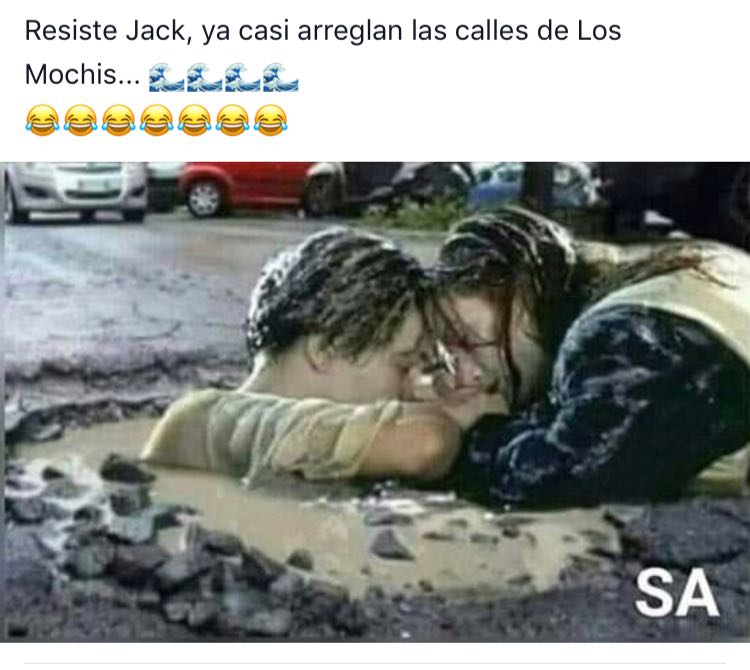 Resiste Jack, ya casi arreglan las calles de Los
Mochis... 🌊🌊🌊🌊
😂😂😂😂😂😂😂
SA